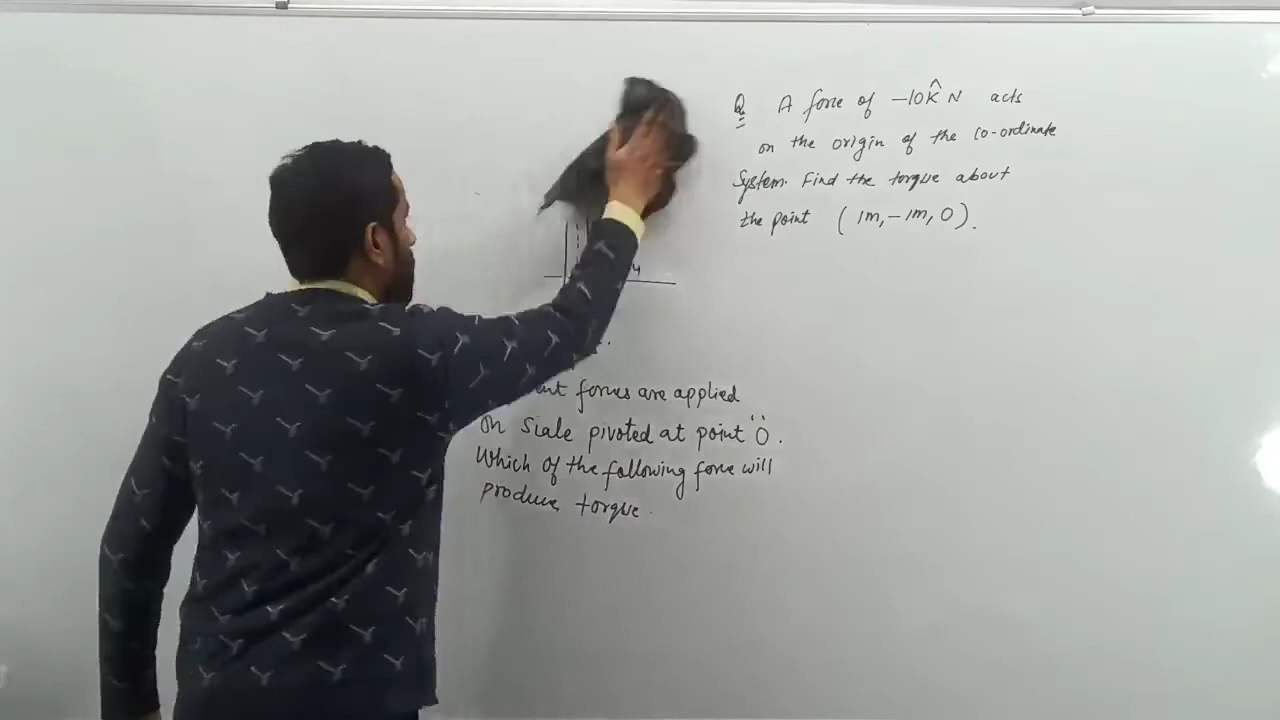 Q A force of -10K̂ N acts
on the origin of the Co-ordinate
System. Find the torque about
the point (1m, -1m, 0).
forces are applied
on Scale pivoted at point "O".
Which of the following force will
produce torque.